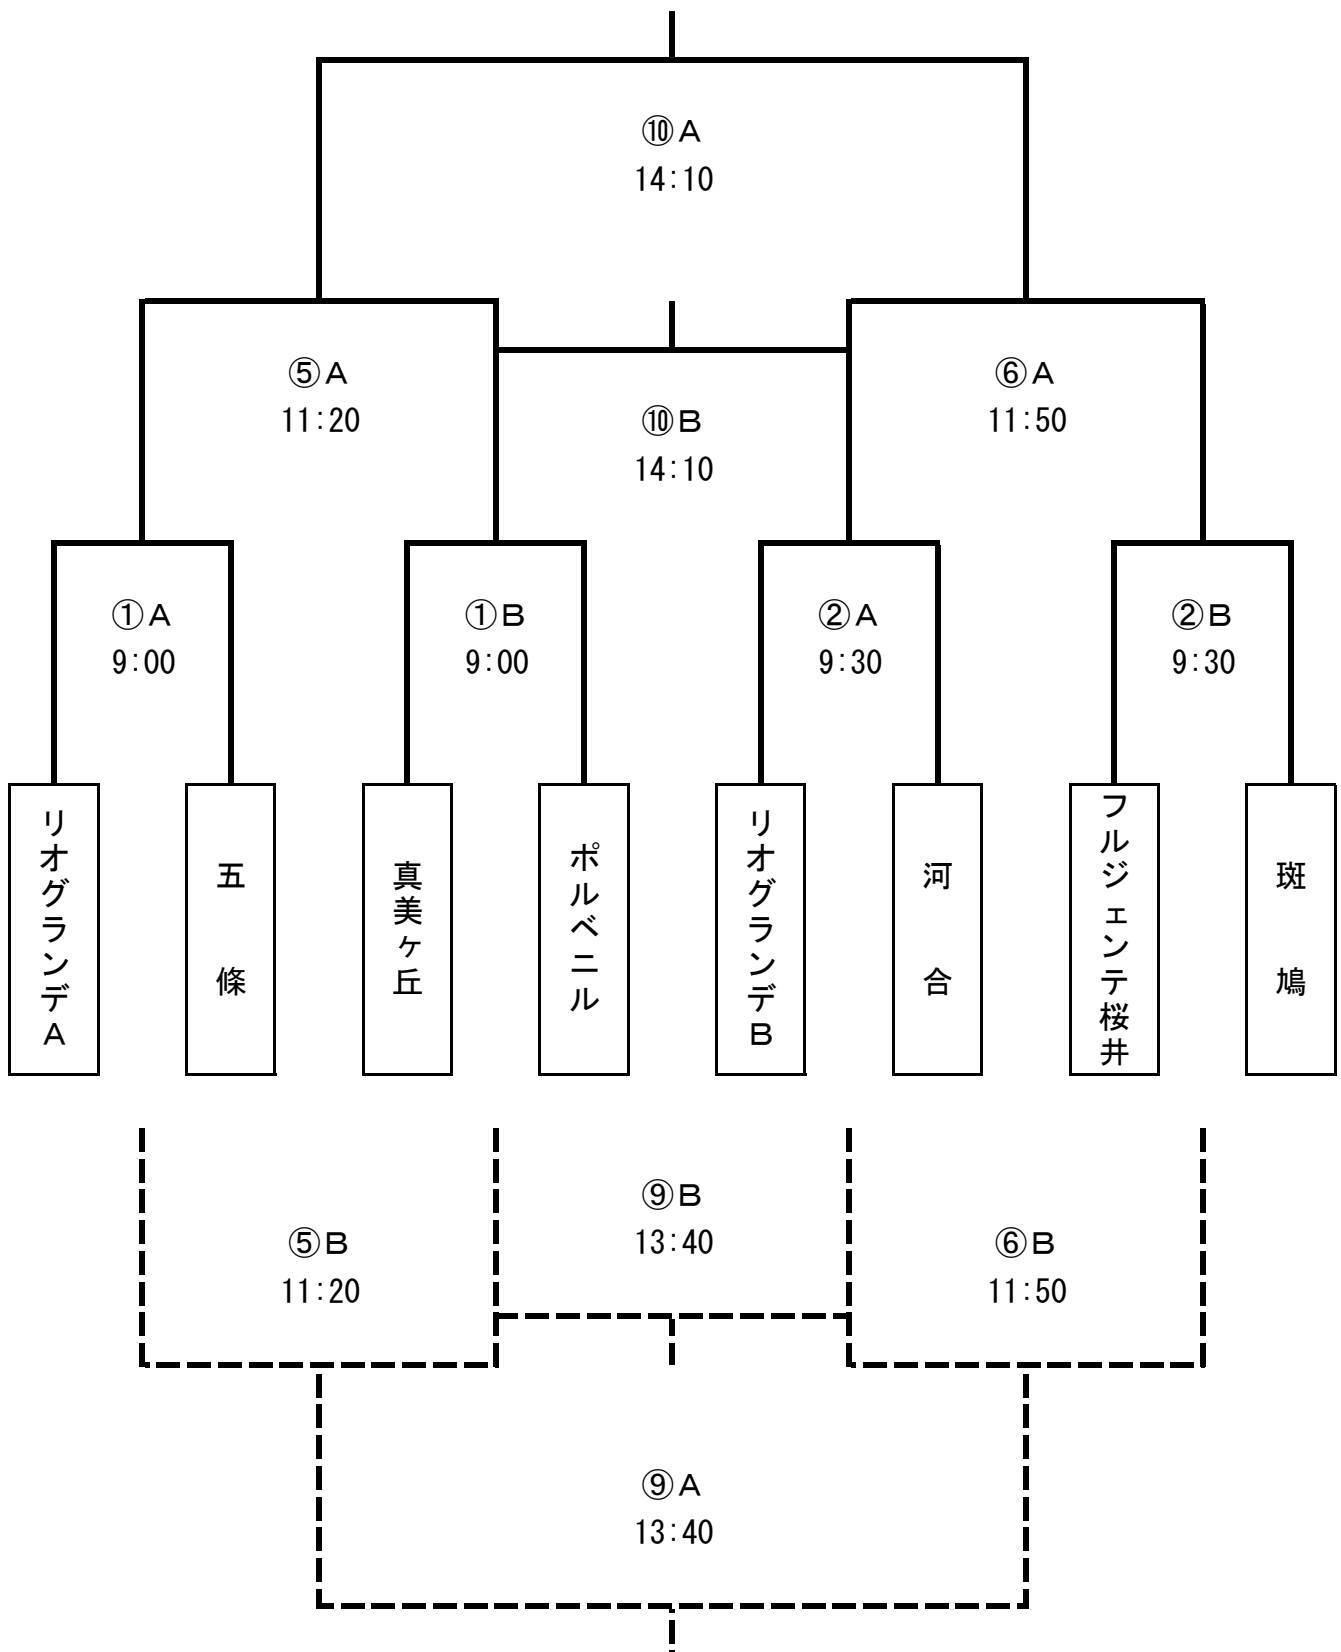 ⑩A
14:10
⑤A
11:20
⑥A
11:50
⑩B
14:10
①A
9:00
①B
9:00
②A
9:30
②B
9:30
リオグランデA
五條
真美ヶ丘
ポルベニル
リオグランデB
河合
フルジェンテ桜井
斑鳩
⑨B
13:40
⑤B
11:20
⑥B
11:50
⑨A
13:40